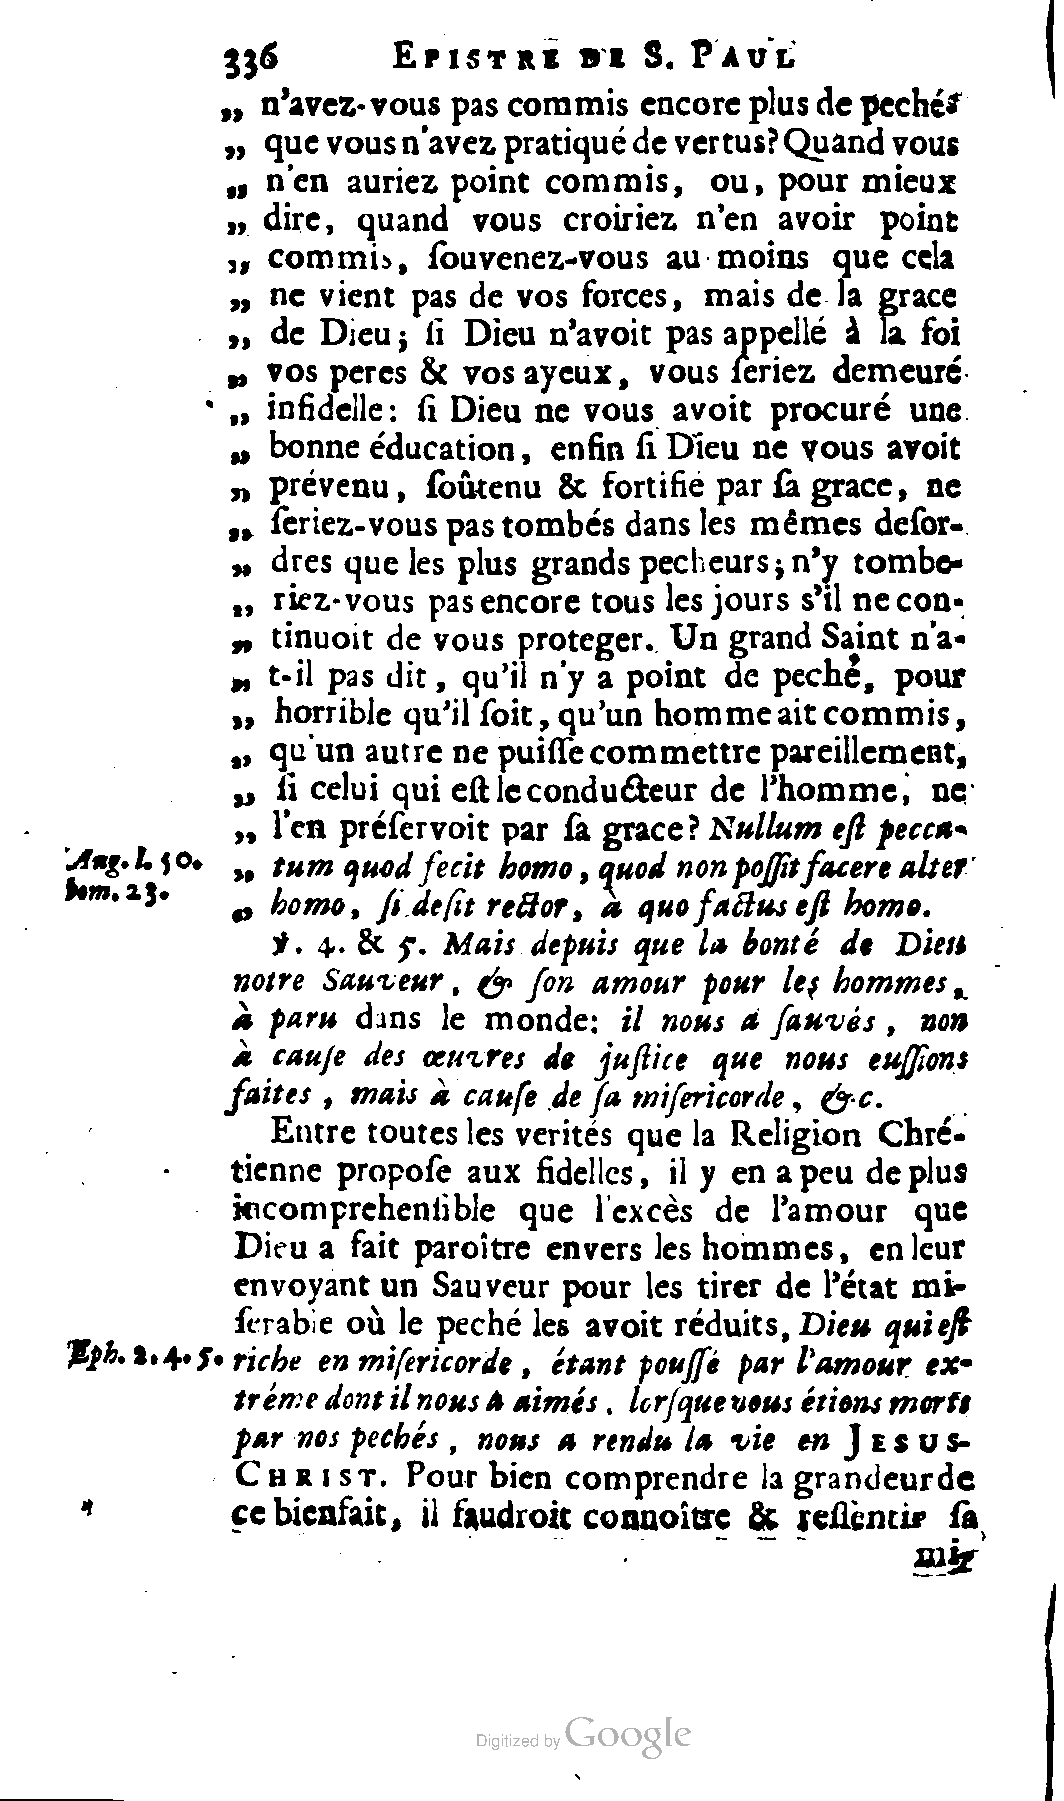 336 EPISTRE DE S. PAUL
„ n'avez-vous pas commis encore plus de pechés
„ que vous n'avez pratiqué de vertus? Quand vous
„ n'en auriez point commis, ou, pour mieux
„ dire, quand vous croiriez n'en avoir point
„ commis, ſouvenez-vous au moins que cela
„ ne vient pas de vos forces, mais de la grace
„ de Dieu; ſi Dieu n'avoit pas appellé à la foi
„ vos peres & vos ayeux, vous ſeriez demeuré
„ infidelle: ſi Dieu ne vous avoit procuré une
„ bonne éducation, enfin ſi Dieu ne vous avoit
„ prévenu, ſoûtenu & fortifié par ſa grace, ne
„ ſeriez-vous pas tombés dans les mêmes deſor-
„ dres que les plus grands pecheurs; n'y tombe-
„ riez-vous pas encore tous les jours s'il ne con-
„ tinuoit de vous proteger. Un grand Saint n'a-
„ t-il pas dit, qu'il n'y a point de peché, pour
„ horrible qu'il ſoit, qu'un homme ait commis,
„ qu'un autre ne puiſſe commettre pareillement,
„ ſi celui qui eſt le conducteur de l'homme, ne
„ l'en préſervoit par ſa grace? Nullum eſt pecca-
Aug. l. 50. „ tum quod fecit homo, quod non poſſit facere alter
hom. 23. „ homo, ſi deſit rector, à quo factus eſt homo.
℣. 4. & 5. Mais depuis que la bonté de Dieu
notre Sauveur, & ſon amour pour les hommes,
à paru dans le monde: il nous a ſauvés, non
à cauſe des œuvres de juſtice que nous euſſions
faites, mais à cauſe de ſa miſericorde, &c.
Entre toutes les verités que la Religion Chré-
tienne propoſe aux fidelles, il y en a peu de plus
incomprehenſible que l'excès de l'amour que
Dieu a fait paroître envers les hommes, en leur
envoyant un Sauveur pour les tirer de l'état mi-
ſerable où le peché les avoit réduits, Dieu qui eſt
Eph. 2. 4. 5. riche en miſericorde, étant pouſſé par l'amour ex-
tréme dont il nous a aimés, lorſque vous étions morts
par nos pechés, nous a rendu la vie en JESUS-
CHRIST. Pour bien comprendre la grandeur de
ce bienfait, il faudroit connoître & reſſentir ſa
miſ-
Digitized by Google